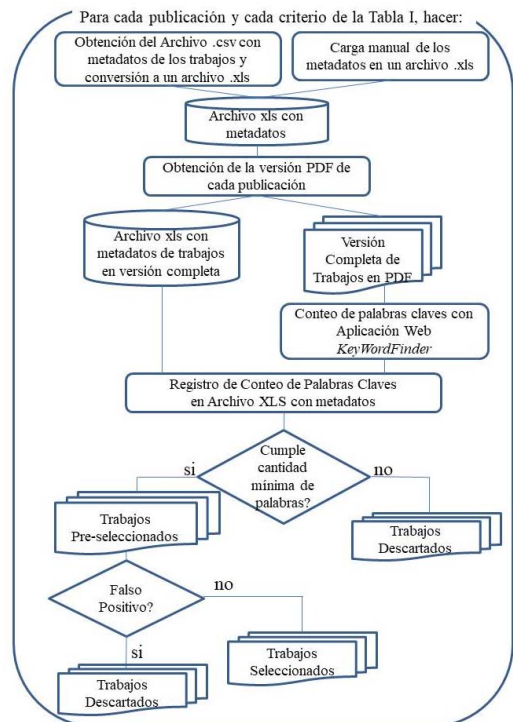 Para cada publicación y cada criterio de la Tabla I, hacer:
Obtención del Archivo .csv con
metadatos de los trabajos y
conversión a un archivo .xls
Carga manual de los
metadatos en un archivo .xls
Archivo xls con
metadatos
Obtención de la versión PDF de
cada publicación
Archivo xls con
metadatos de trabajos
en versión completa
Versión
Completa de
Trabajos en PDF
Conteo de palabras claves con
Aplicación Web
KeyWordFinder
Registro de Conteo de Palabras Claves
en Archivo XLS con metadatos
Cumple
cantidad
mínima de
palabras?
si
no
Trabajos
Pre-seleccionados
Trabajos
Descartados
Falso
Positivo?
no
si
Trabajos
Seleccionados
Trabajos
Descartados